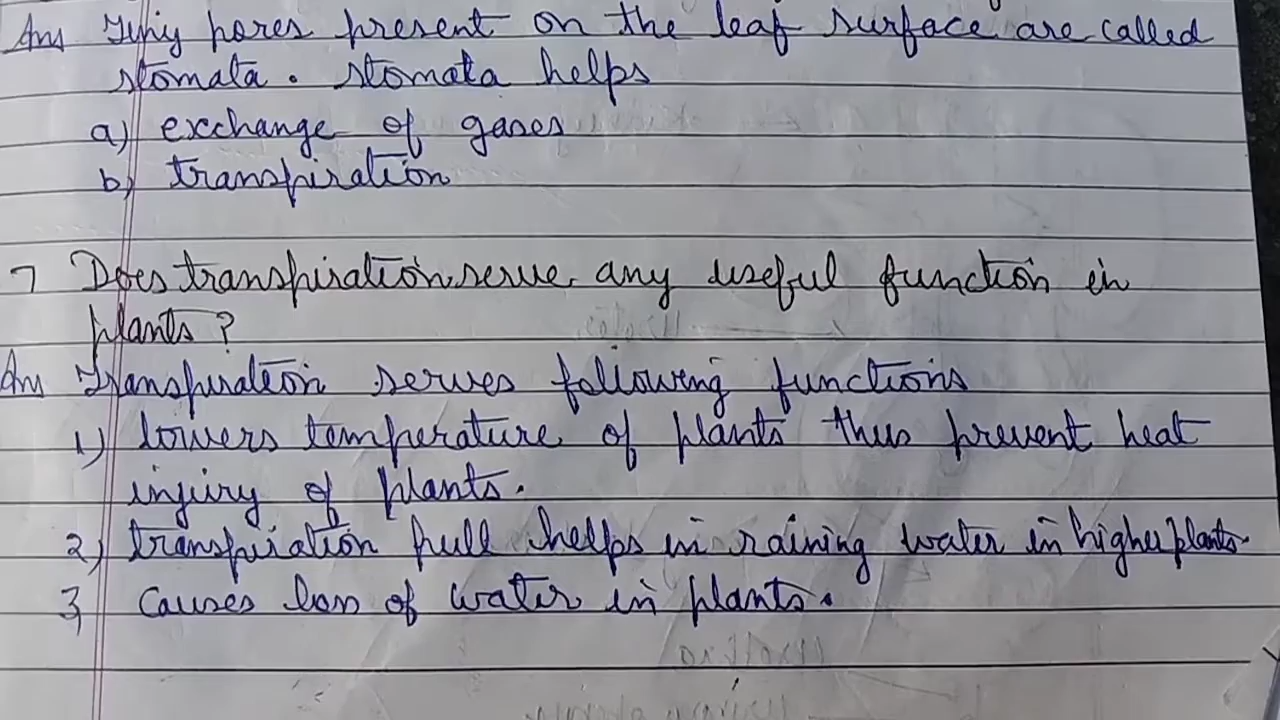 Ans Tiny pores present on the leaf surface are called
stomata. stomata helps
a) exchange of gases
b) transpiration
7 Does transpiration serve any useful function in
plants?
Ans Transpiration serves following functions
1) lowers temperature of plants thus prevent heat
injury of plants.
2) transpiration pull helps in raining water in higher plants.
3) causes loss of water in plants.